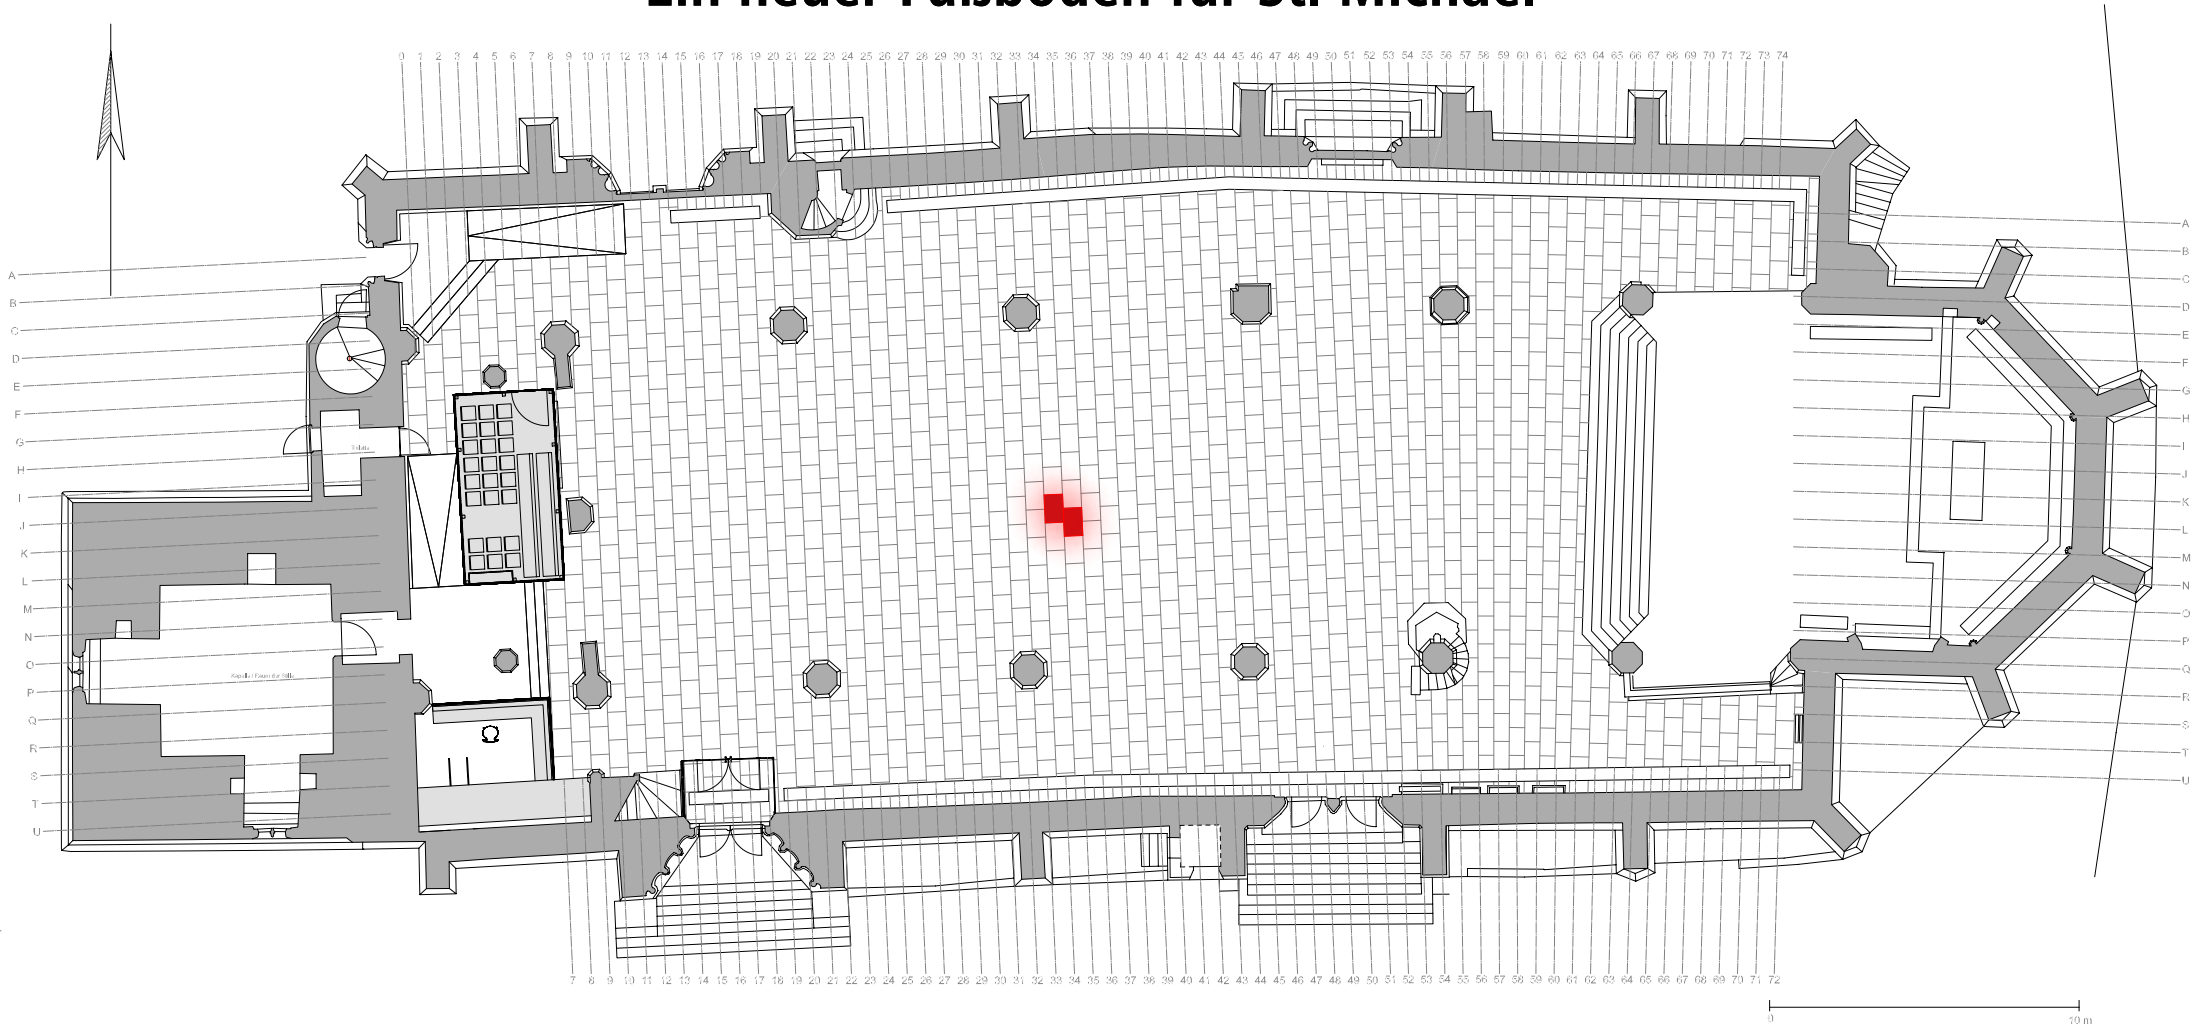 Ein neuer Fußboden für St. Michael
0 1 2 3 4 5 6 7 8 9 10 11 12 13 14 15 16 17 18 19 20 21 22 23 24 25 26 27 28 29 30 31 32 33 34 35 36 37 38 39 40 41 42 43 44 45 46 47 48 49 50 51 52 53 54 55 56 57 58 59 60 61 62 63 64 65 66 67 68 69 70 71 72 73 74
A
B
C
D
E
F
G
H
I
J
K
L
M
N
O
P
Q
R
S
T
U
Kapelle / Raum der Stille
A
B
C
D
E
F
G
H
I
J
K
L
M
N
O
P
Q
R
S
T
U
7 8 9 10 11 12 13 14 15 16 17 18 19 20 21 22 23 24 25 26 27 28 29 30 31 32 33 34 35 36 37 38 39 40 41 42 43 44 45 46 47 48 49 50 51 52 53 54 55 56 57 58 59 60 61 62 63 64 65 66 67 68 69 70 71 72
0 10 m